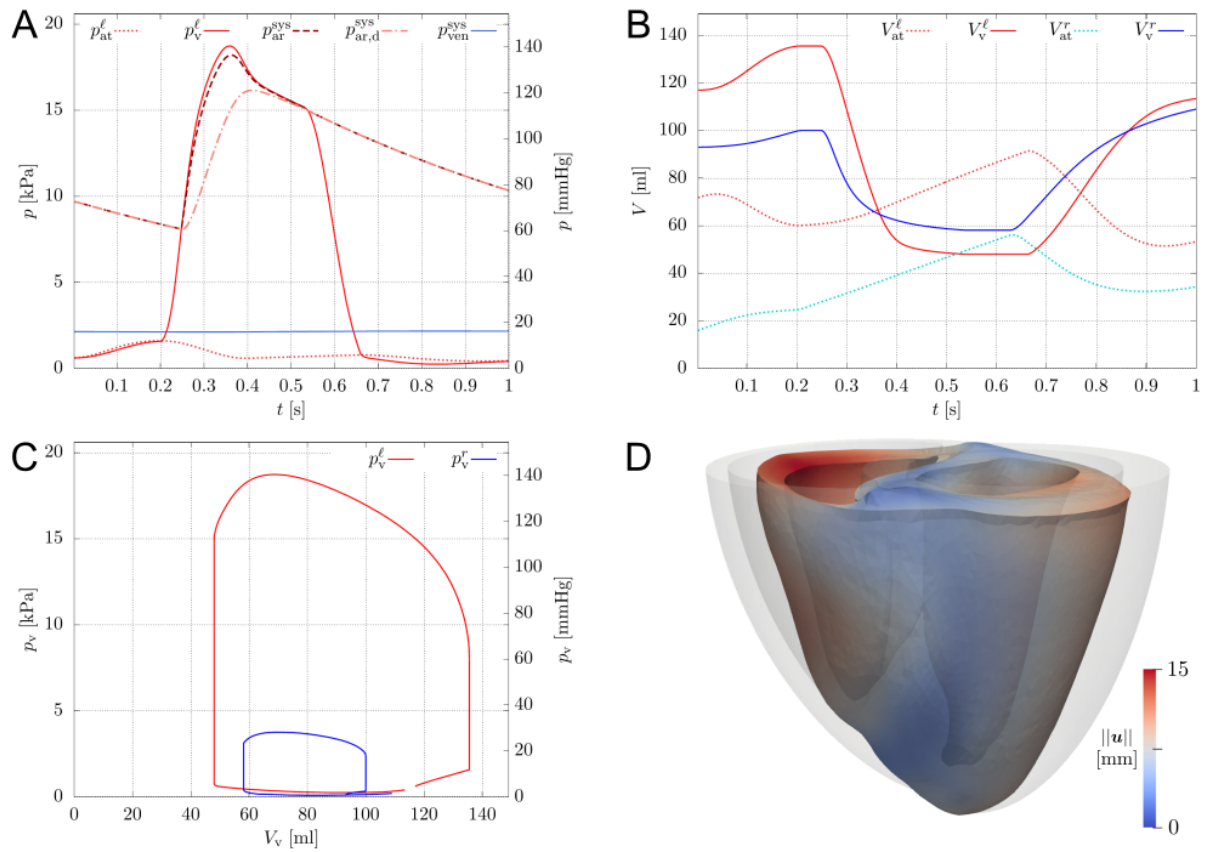 A
p_at^ℓ p_v^ℓ p_ar^sys p_ar,d^sys p_ven^sys
20
15
10
5
0
p [kPa]
140
120
100
80
60
40
20
0
p [mmHg]
0.1 0.2 0.3 0.4 0.5 0.6 0.7 0.8 0.9 1
t [s]
B
V_at^ℓ V_v^ℓ V_at^r V_v^r
140
120
100
80
60
40
20
0
V [ml]
0.1 0.2 0.3 0.4 0.5 0.6 0.7 0.8 0.9 1
t [s]
C
p_v^ℓ p_v^r
20
15
10
5
0
p_v [kPa]
140
120
100
80
60
40
20
0
p_v [mmHg]
0 20 40 60 80 100 120 140
V_v [ml]
D
15
||u||
[mm]
0